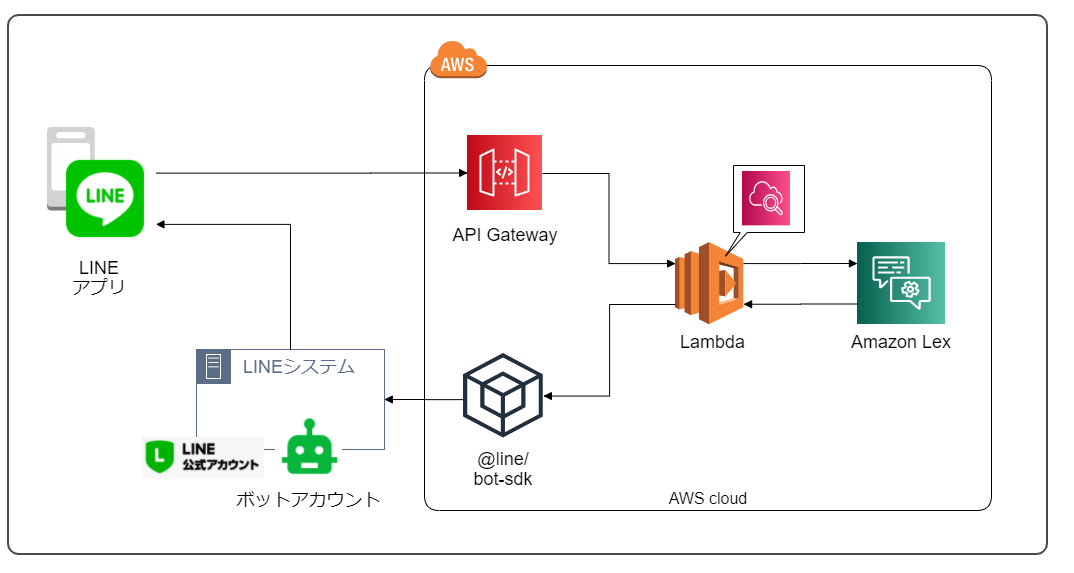 AWS
LINE
LINE
アプリ
API Gateway
Lambda
Amazon Lex
LINEシステム
L
LINE
公式アカウント
ボットアカウント
@line/
bot-sdk
AWS cloud